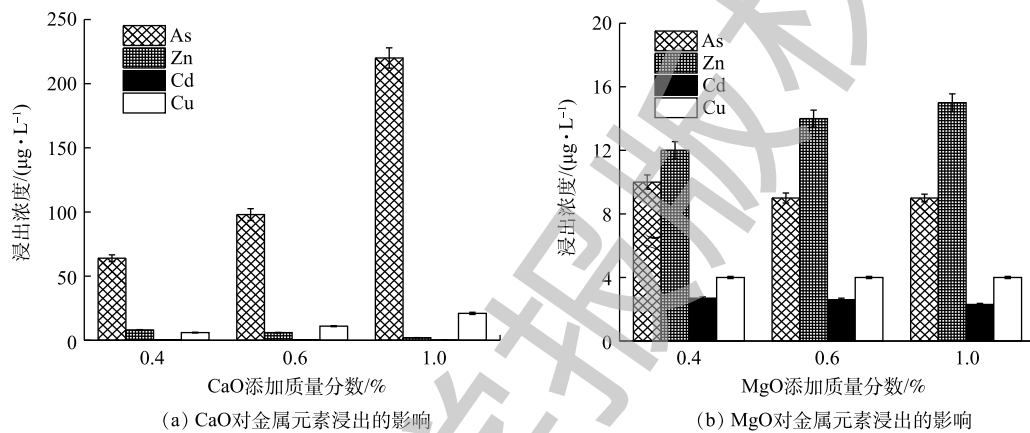 250
200
150
100
50
0
浸出浓度/(μg·L⁻¹)
As
Zn
Cd
Cu
0.4 0.6 1.0
CaO添加质量分数/%
(a) CaO对金属元素浸出的影响
20
16
12
8
4
0
浸出浓度/(μg·L⁻¹)
As
Zn
Cd
Cu
0.4 0.6 1.0
MgO添加质量分数/%
(b) MgO对金属元素浸出的影响
学报版权